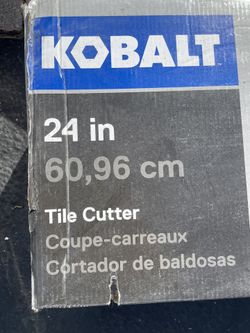 KOBALT
24 in
60,96 cm
Tile Cutter
Coupe-carreaux
Cortador de baldosas